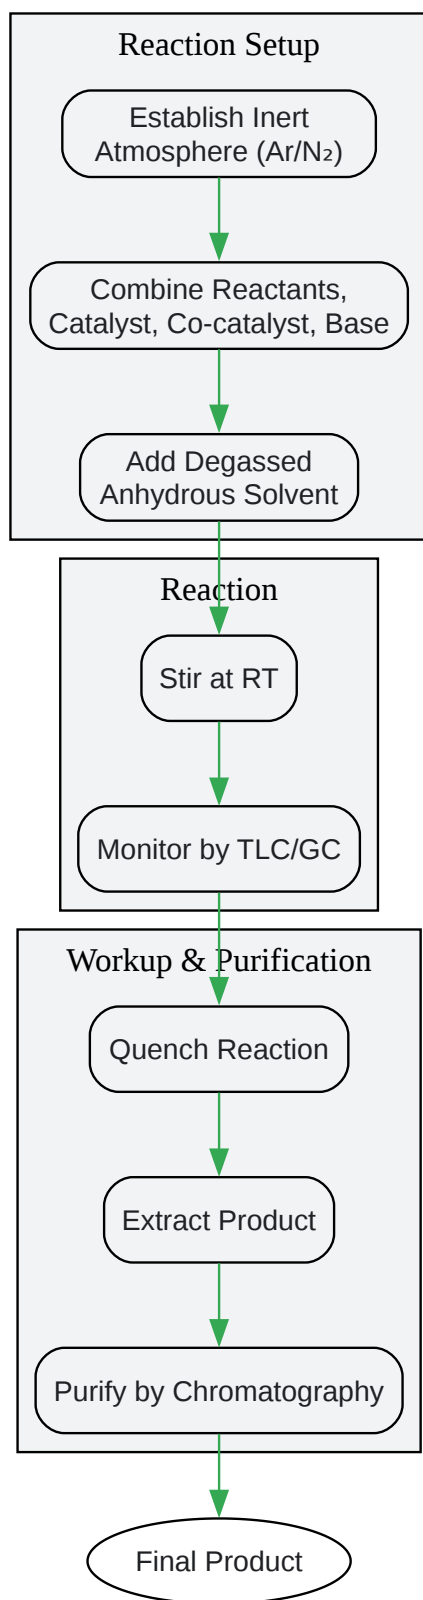 Reaction Setup
Establish Inert
Atmosphere (Ar/N₂)
Combine Reactants,
Catalyst, Co-catalyst, Base
Add Degassed
Anhydrous Solvent
Reaction
Stir at RT
Monitor by TLC/GC
Workup & Purification
Quench Reaction
Extract Product
Purify by Chromatography
Final Product